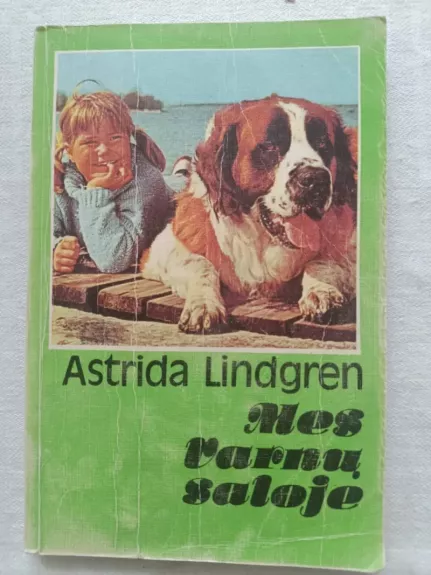 Astrida Lindgren
Mes
Varnų
saloje